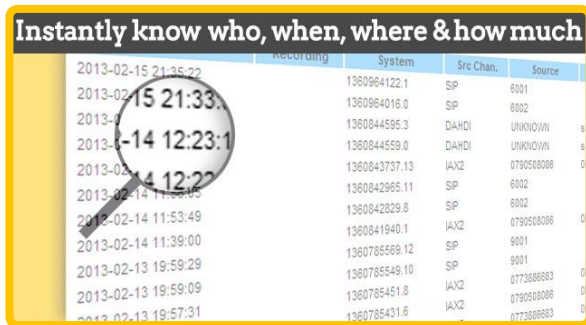 Instantly know who, when, where & how much
Recording System Src Chan. Source
2013-02-15 21:35:22 1360964122.1 SIP 6001
15 21:33: 1360964016.0 SIP 6002
-14 12:23:1 1360844595.3 DAHDI UNKNOWN s
14 12:22 1360844559.0 DAHDI UNKNOWN s
1360843737.13 IAX2 0790508086
2013-02-14 1360842965.11 SIP 6002
2013-02-14 11:53:49 1360842829.8 SIP 6002
2013-02-14 11:39:00 1360841940.1 IAX2 0790508086
2013-02-13 19:59:29 1360785569.12 SIP 9001
2013-02-13 19:59:09 1360785549.10 SIP 9001
2013-02-13 19:57:31 1360785451.8 IAX2 0773886683
1360785431.6 IAX2 0790508086
0773886683